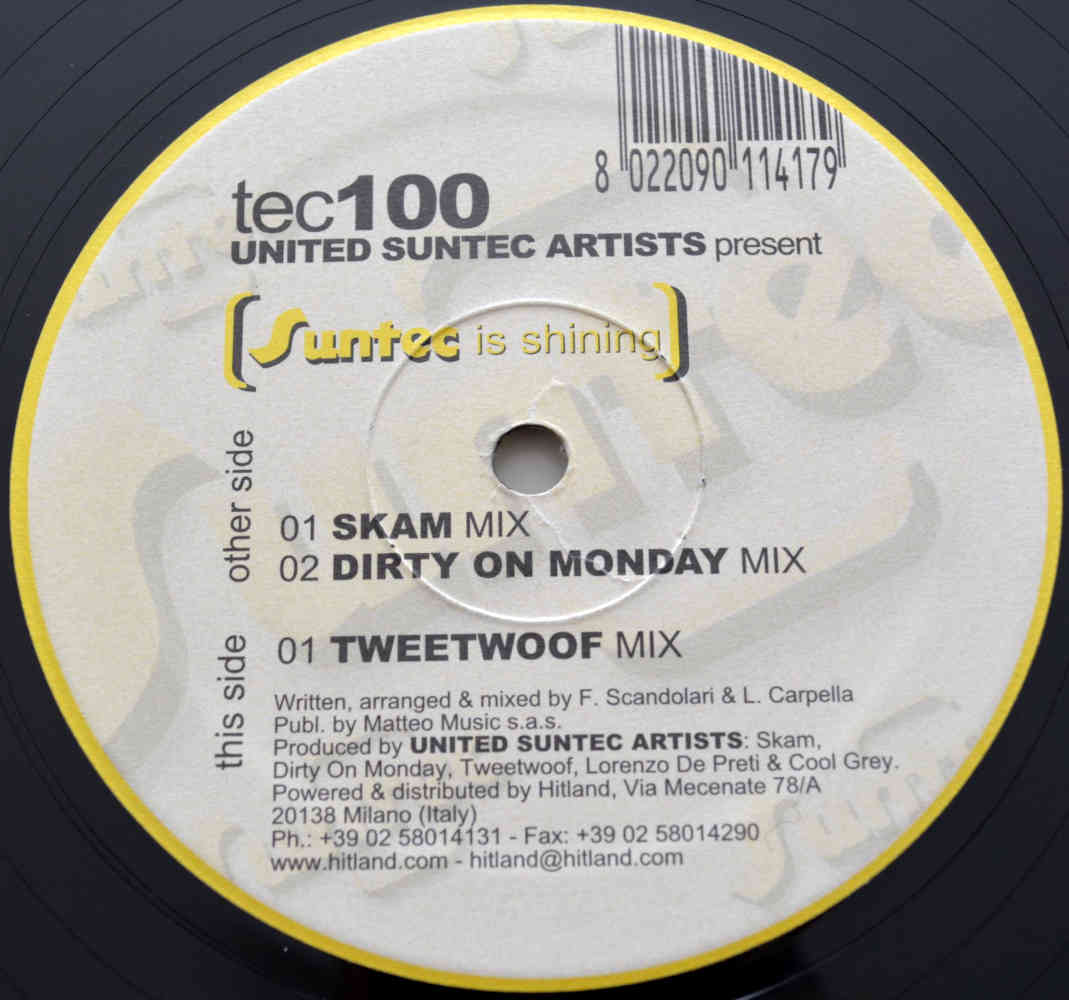 8 022090 114179
tec100
UNITED SUNTEC ARTISTS present
(Suntec is shining)
other side
01 SKAM MIX
02 DIRTY ON MONDAY MIX
this side
01 TWEETWOOF MIX
Written, arranged & mixed by F. Scandolari & L. Carpella
Publ. by Matteo Music s.a.s.
Produced by UNITED SUNTEC ARTISTS: Skam,
Dirty On Monday, Tweetwoof, Lorenzo De Preti & Cool Grey.
Powered & distributed by Hitland, Via Mecenate 78/A
20138 Milano (Italy)
Ph.: +39 02 58014131 - Fax: +39 02 58014290
www.hitland.com - hitland@hitland.com